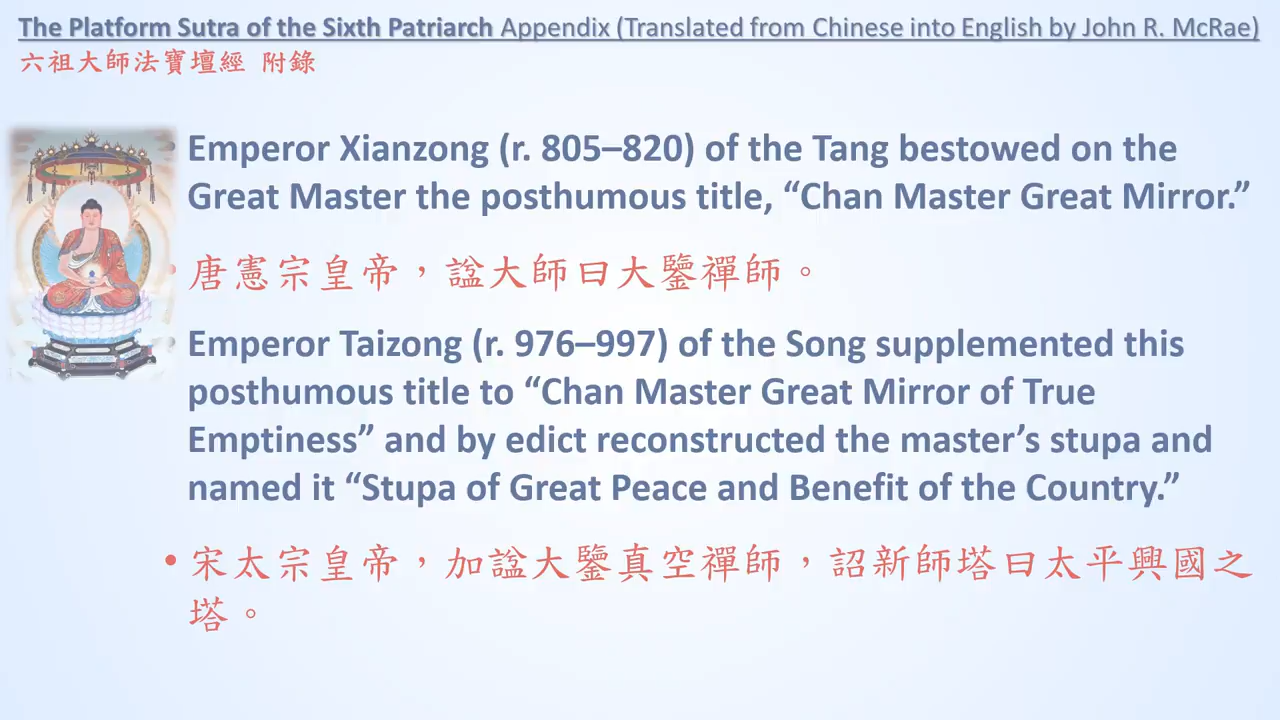 The Platform Sutra of the Sixth Patriarch Appendix (Translated from Chinese into English by John R. McRae)
六祖大師法寶壇經 附錄
• Emperor Xianzong (r. 805–820) of the Tang bestowed on the
Great Master the posthumous title, “Chan Master Great Mirror.”
• 唐憲宗皇帝，諡大師曰大鑒禪師。
• Emperor Taizong (r. 976–997) of the Song supplemented this
posthumous title to “Chan Master Great Mirror of True
Emptiness” and by edict reconstructed the master’s stupa and
named it “Stupa of Great Peace and Benefit of the Country.”
• 宋太宗皇帝，加諡大鑒真空禪師，詔新師塔曰太平興國之
塔。